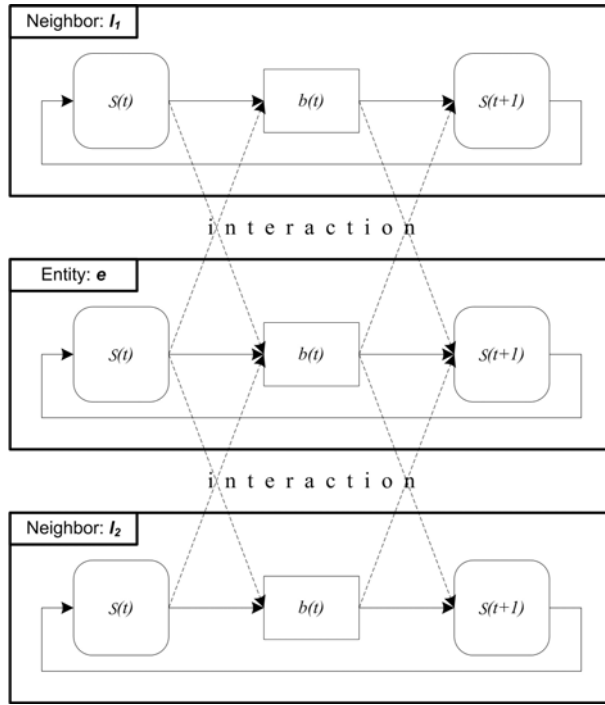 Neighbor: I₁
S(t) b(t) S(t+1)
interaction
Entity: e
S(t) b(t) S(t+1)
interaction
Neighbor: I₂
S(t) b(t) S(t+1)